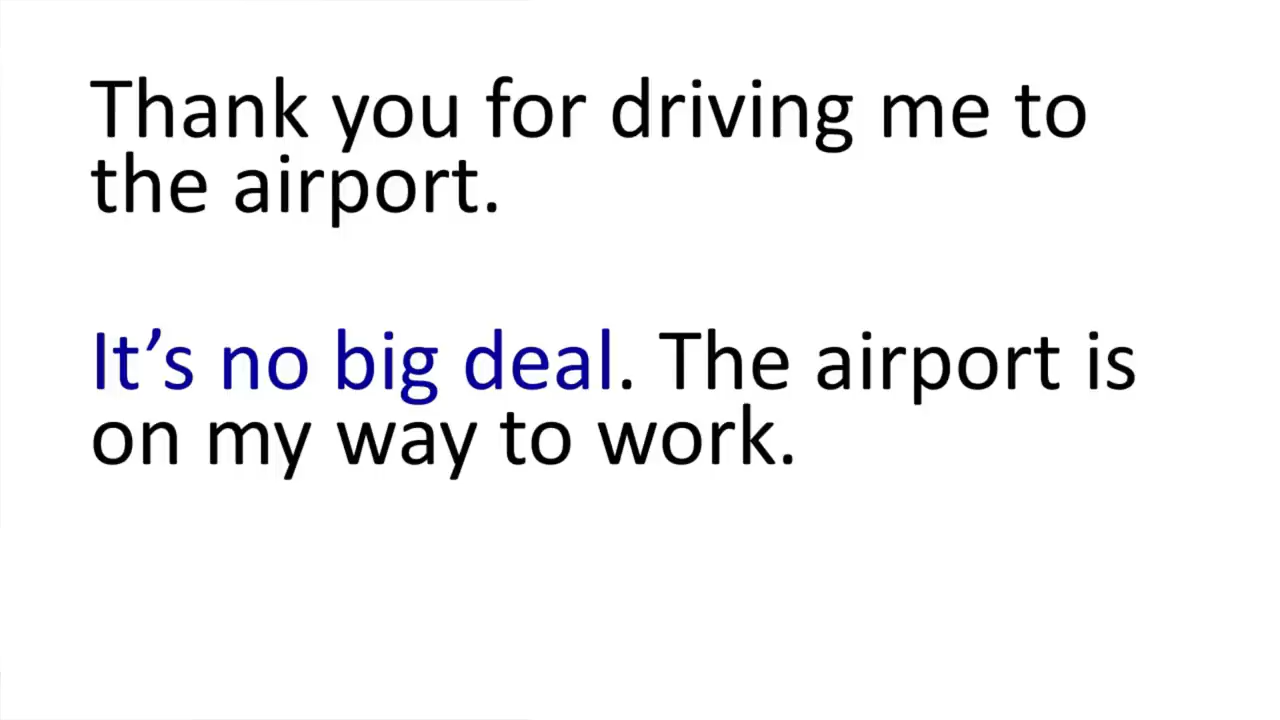 Thank you for driving me to
the airport.
It’s no big deal. The airport is
on my way to work.